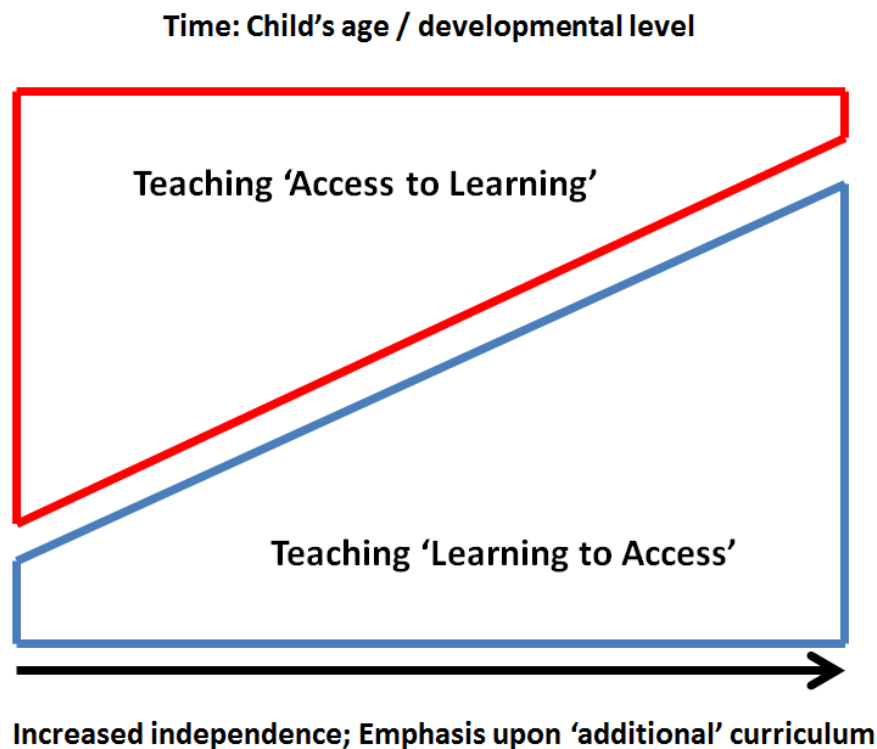 Time: Child’s age / developmental level
Teaching ‘Access to Learning’
Teaching ‘Learning to Access’
Increased independence; Emphasis upon ‘additional’ curriculum